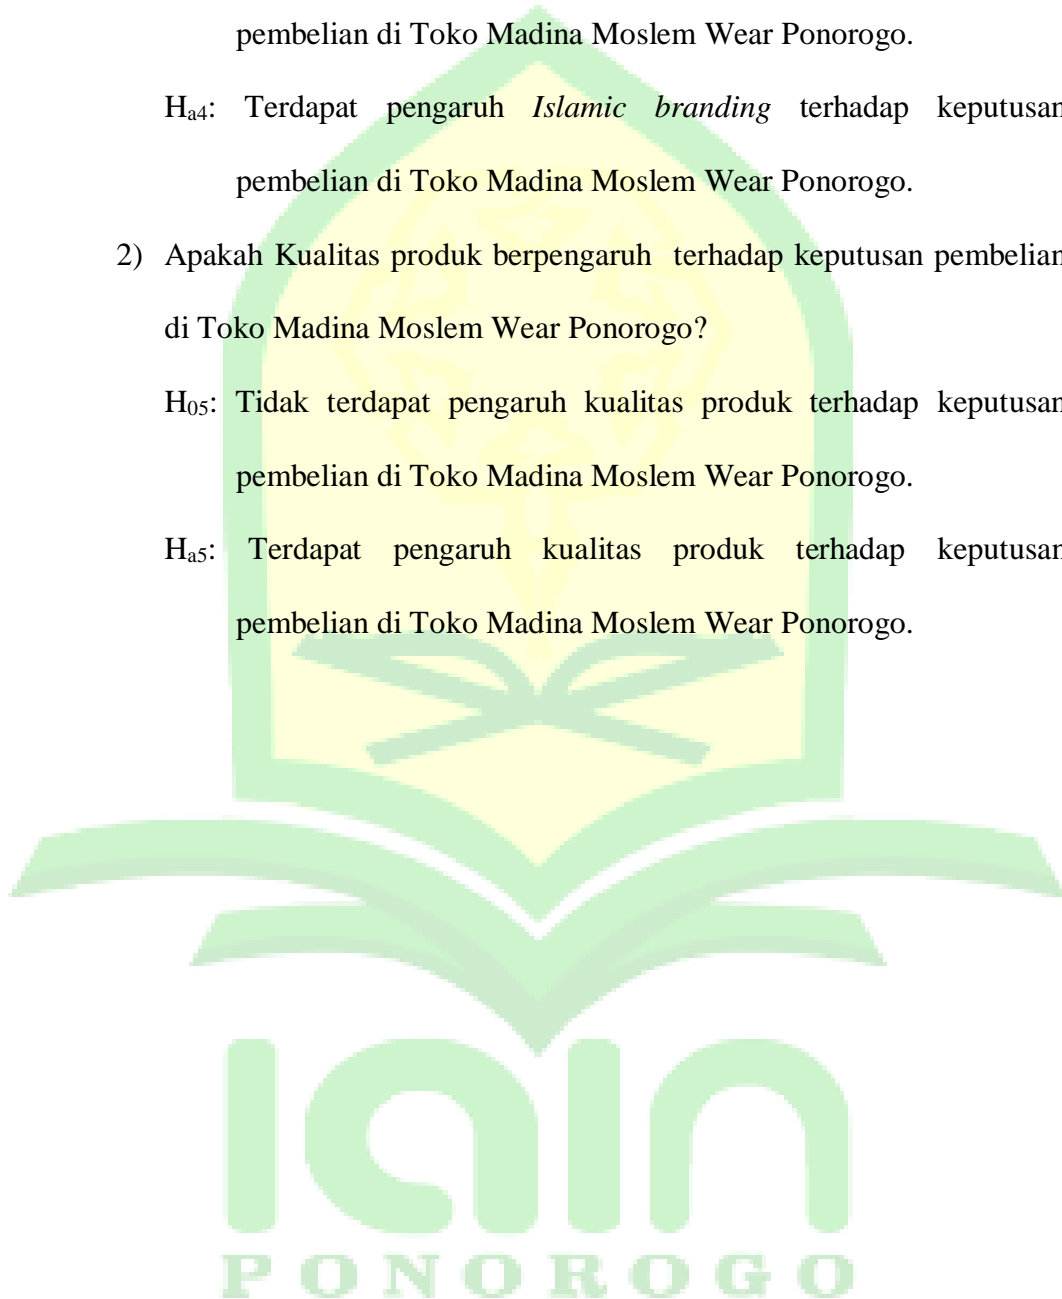 pembelian di Toko Madina Moslem Wear Ponorogo.
Ha4: Terdapat pengaruh Islamic branding terhadap keputusan
pembelian di Toko Madina Moslem Wear Ponorogo.
2) Apakah Kualitas produk berpengaruh terhadap keputusan pembelian
di Toko Madina Moslem Wear Ponorogo?
H05: Tidak terdapat pengaruh kualitas produk terhadap keputusan
pembelian di Toko Madina Moslem Wear Ponorogo.
Ha5: Terdapat pengaruh kualitas produk terhadap keputusan
pembelian di Toko Madina Moslem Wear Ponorogo.
iain
PONOROGO